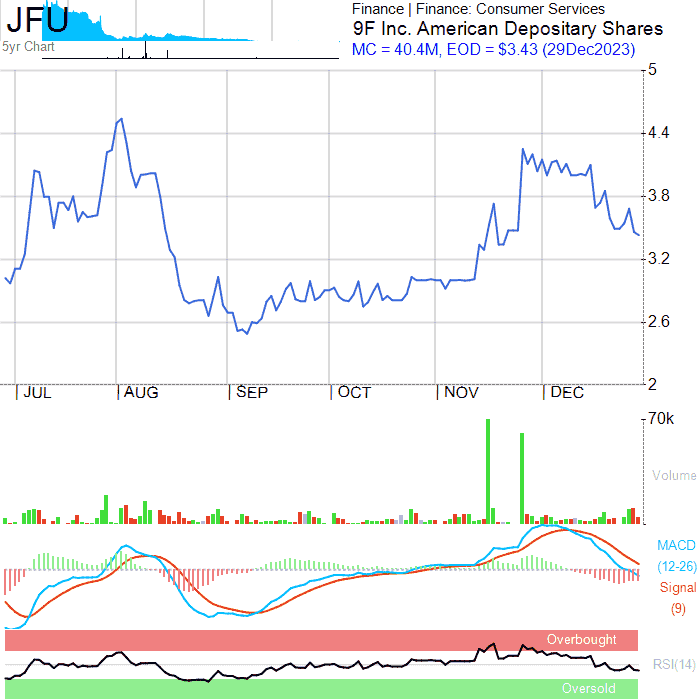 JFU
5yr Chart
Finance | Finance: Consumer Services
9F Inc. American Depositary Shares
MC = 40.4M, EOD = $3.43 (29Dec2023)
5
4.4
3.8
3.2
2.6
2
|JUL |AUG |SEP |OCT |NOV |DEC
70k
Volume
MACD
(12-26)
Signal
(9)
Overbought
RSI(14)
Oversold